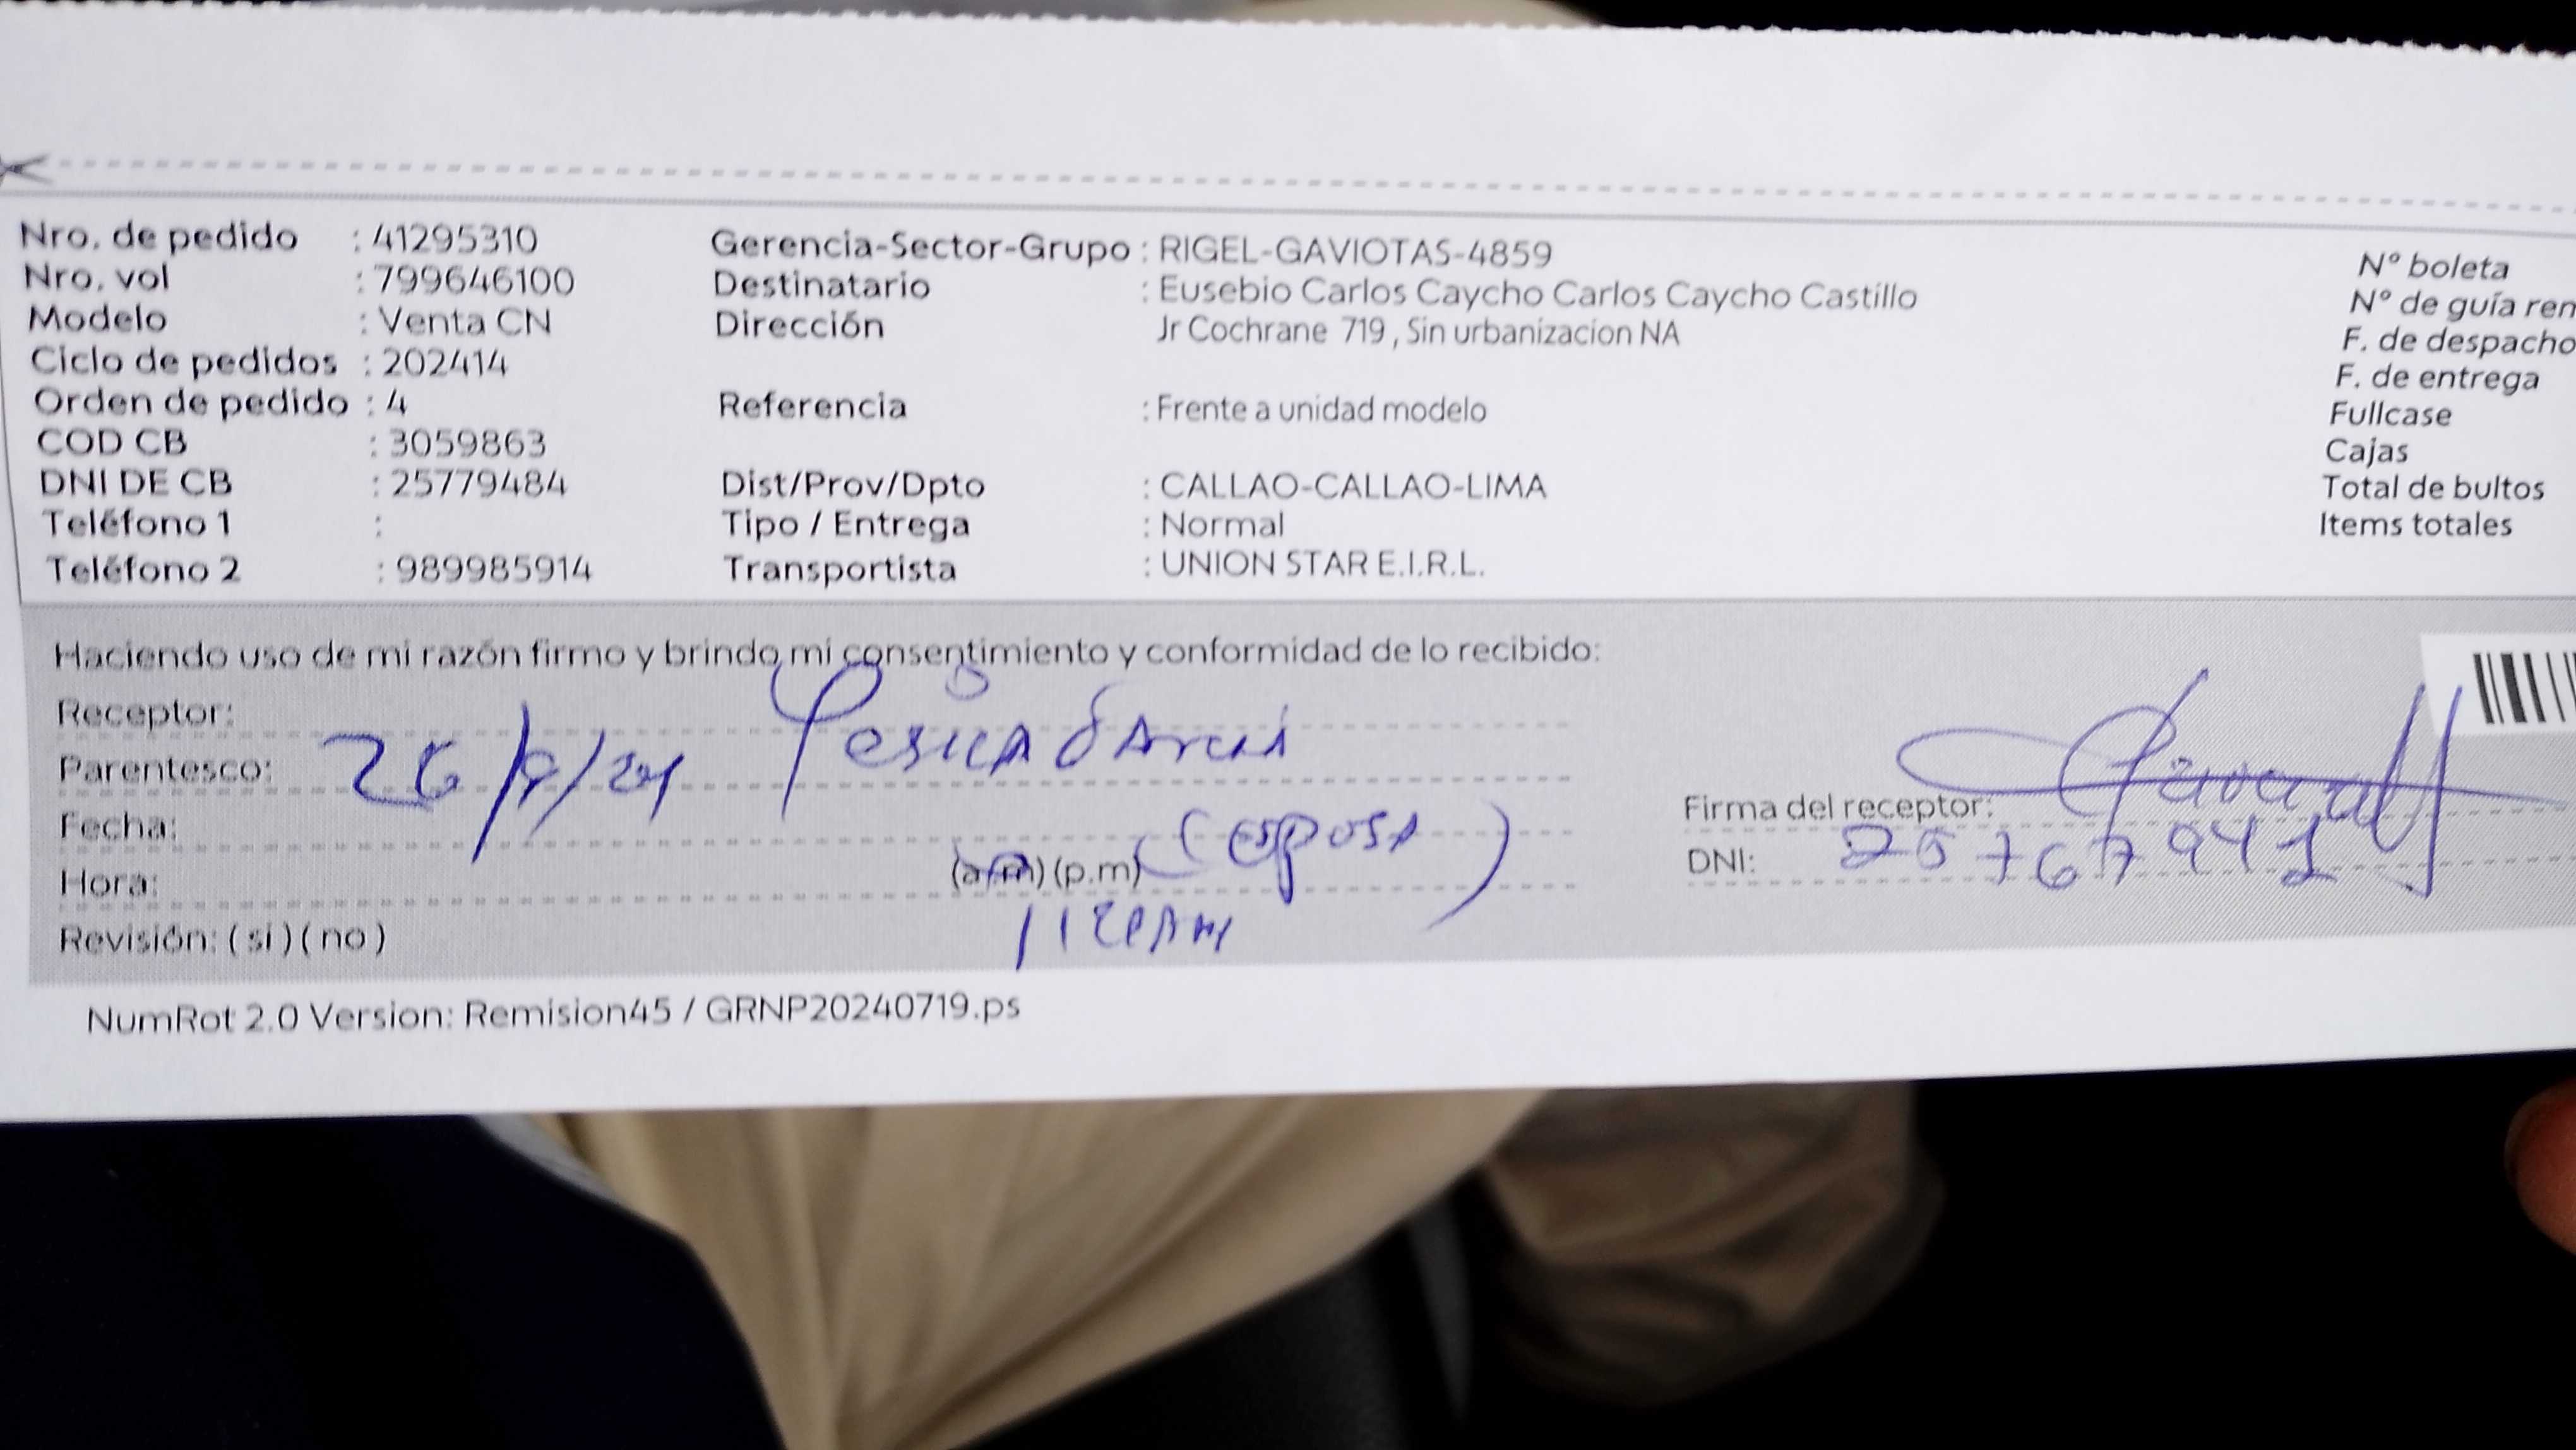 Nro. de pedido : 41295310 Gerencia-Sector-Grupo : RIGEL-GAVIOTAS-4859
Nº boleta
Nro. vol : 799646100 Destinatario : Eusebio Carlos Caycho Carlos Caycho Castillo
Nº de guía rem
Modelo : Venta CN Dirección Jr Cochrane 719 , Sin urbanizacion NA
F. de despacho
Ciclo de pedidos : 202414
F. de entrega
Orden de pedido : 4 Referencia : Frente a unidad modelo
Fullcase
COD CB : 3059863
Cajas
DNI DE CB : 25779484 Dist/Prov/Dpto : CALLAO-CALLAO-LIMA
Total de bultos
Teléfono 1 : Tipo / Entrega : Normal
Items totales
Teléfono 2 : 989985914 Transportista : UNION STAR E.I.R.L.
Haciendo uso de mi razón firmo y brindo mi consentimiento y conformidad de lo recibido:
Receptor:
Parentesco: 26/9/24
Fecha: (esposa)
Hora: (a.m) (p.m)
Revisión: ( si ) ( no )
Firma del receptor:
DNI: 25767941
NumRot 2.0 Version: Remision45 / GRNP20240719.ps